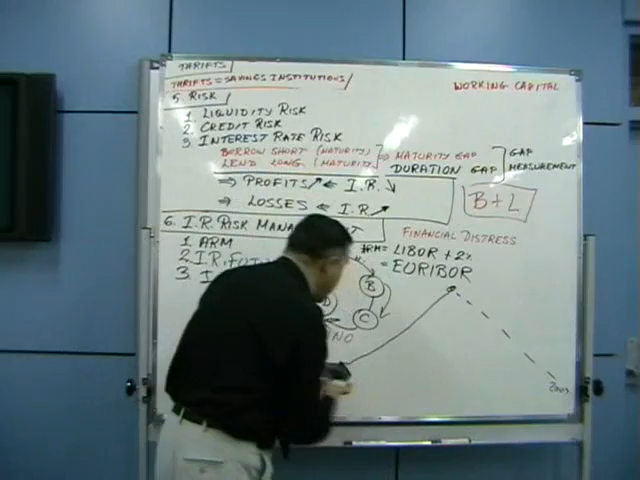 THRIFTS
THRIFTS = SAVINGS INSTITUTIONS
WORKING CAPITAL
5. RISK
1. LIQUIDITY RISK
2. CREDIT RISK
3. INTEREST RATE RISK
BORROW SHORT (MATURITY)
LEND LONG (MATURITY)
⇒ MATURITY GAP
DURATION GAP
GAP MEASUREMENT
⇒ PROFITS ↗ ⇐ I.R. ↘
⇒ LOSSES ⇐ I.R. ↗
B + L
6. I.R. RISK
FINANCIAL DISTRESS
1. ARM
ARM = LIBOR + 2%
2. I.R.
= EURIBOR
3. I
B
C